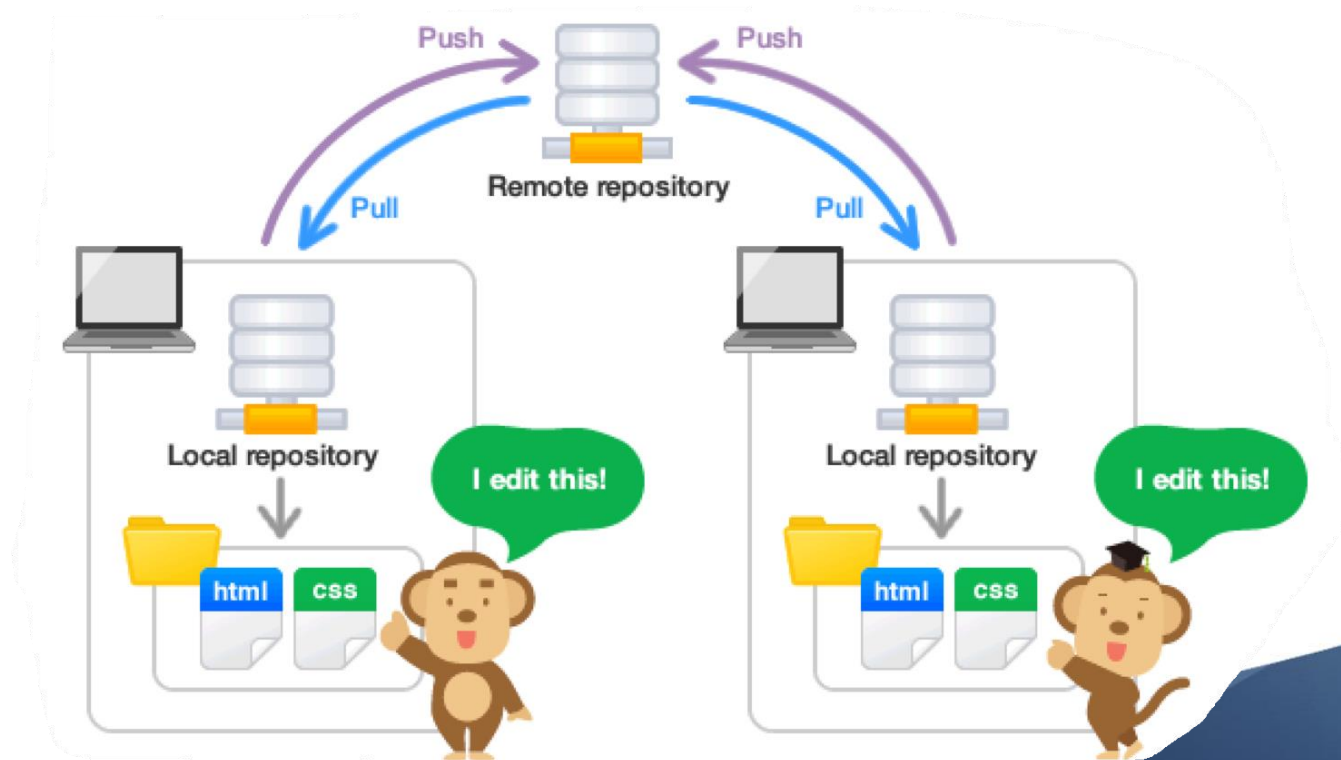 Push
Push
Remote repository
Pull
Pull
Local repository
Local repository
I edit this!
I edit this!
html
css
html
css